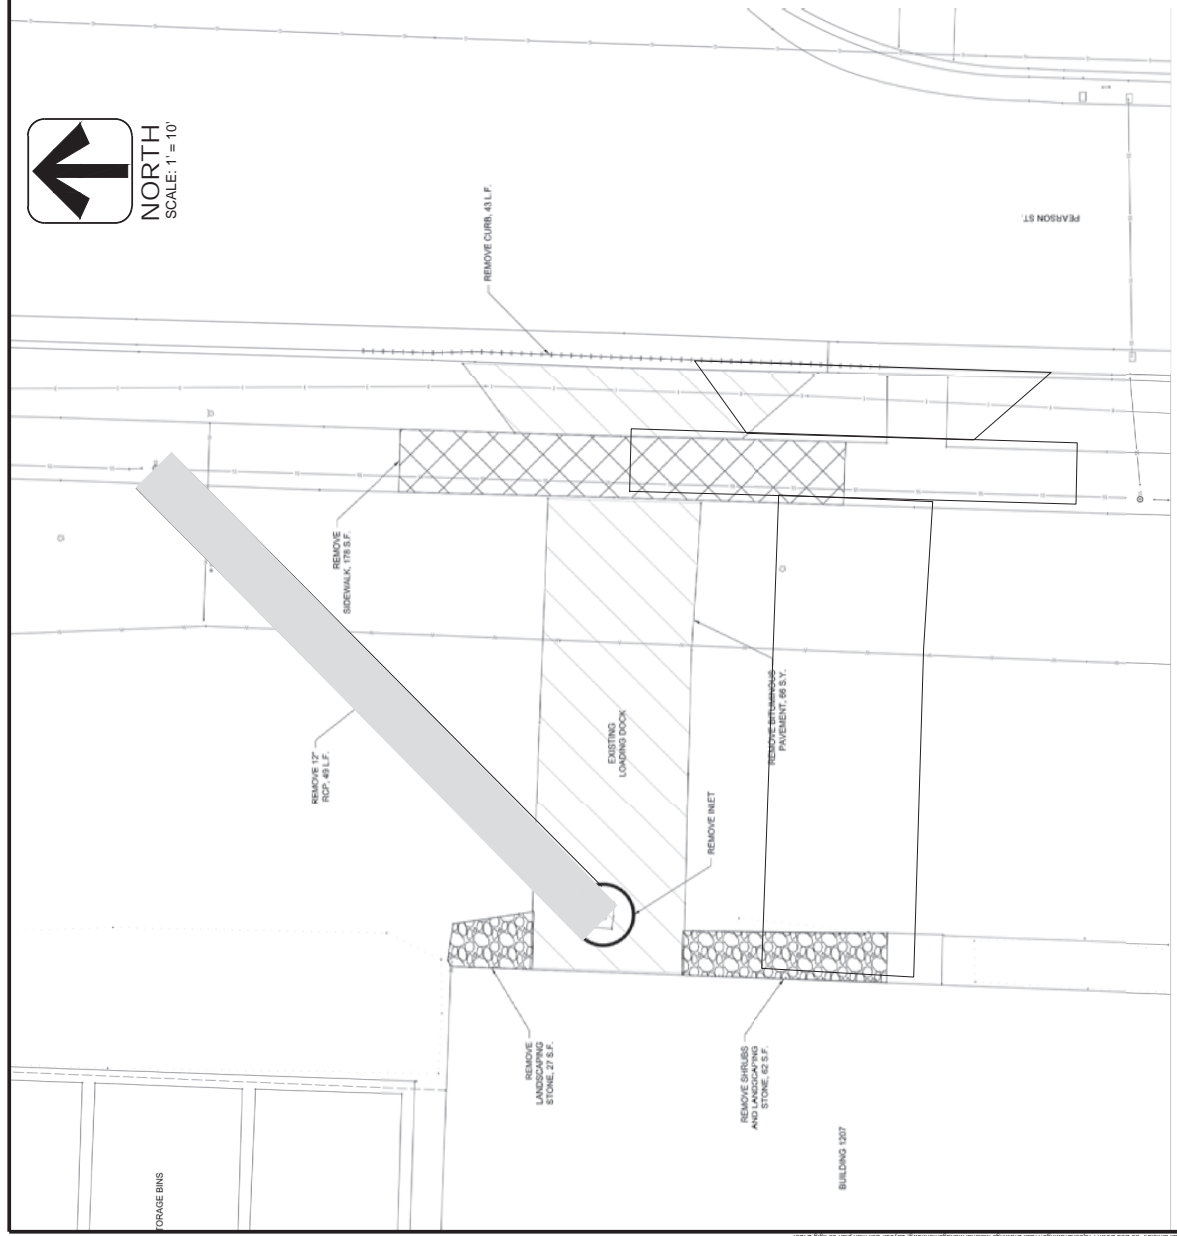 NORTH
SCALE: 1' = 10'
REMOVE CURB, 43 L.F.
PEARSON ST.
REMOVE
SIDEWALK, 178 S.F.
REMOVE 12"
RCP, 49 L.F.
EXISTING
LOADING DOCK
REMOVE BITUMINOUS
PAVEMENT, 66 S.Y.
REMOVE INLET
REMOVE
LANDSCAPING
STONE, 27 S.F.
REMOVE SHRUBS
AND LANDSCAPING
STONE, 62 S.F.
BUILDING 1207
TORAGE BINS